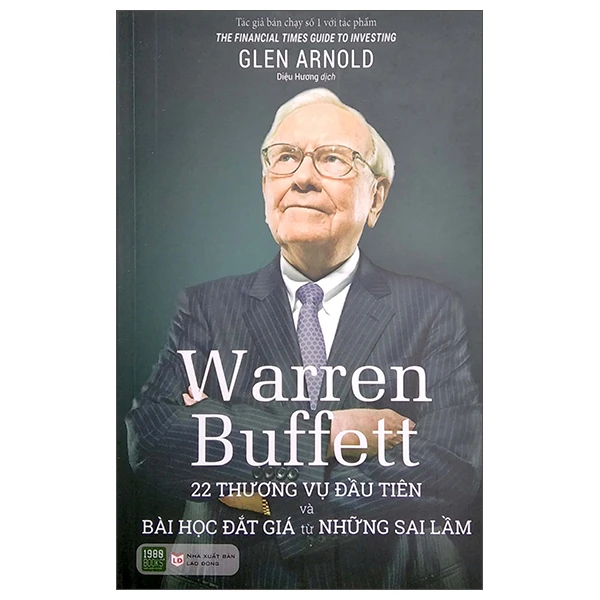 Tác giả bán chạy số 1 với tác phẩm
THE FINANCIAL TIMES GUIDE TO INVESTING
GLEN ARNOLD
Diệu Hương dịch
Warren
Buffett
22 THƯƠNG VỤ ĐẦU TIÊN
và
BÀI HỌC ĐẮT GIÁ từ NHỮNG SAI LẦM
1980
BOOKS
LD
NHÀ XUẤT BẢN
LAO ĐỘNG